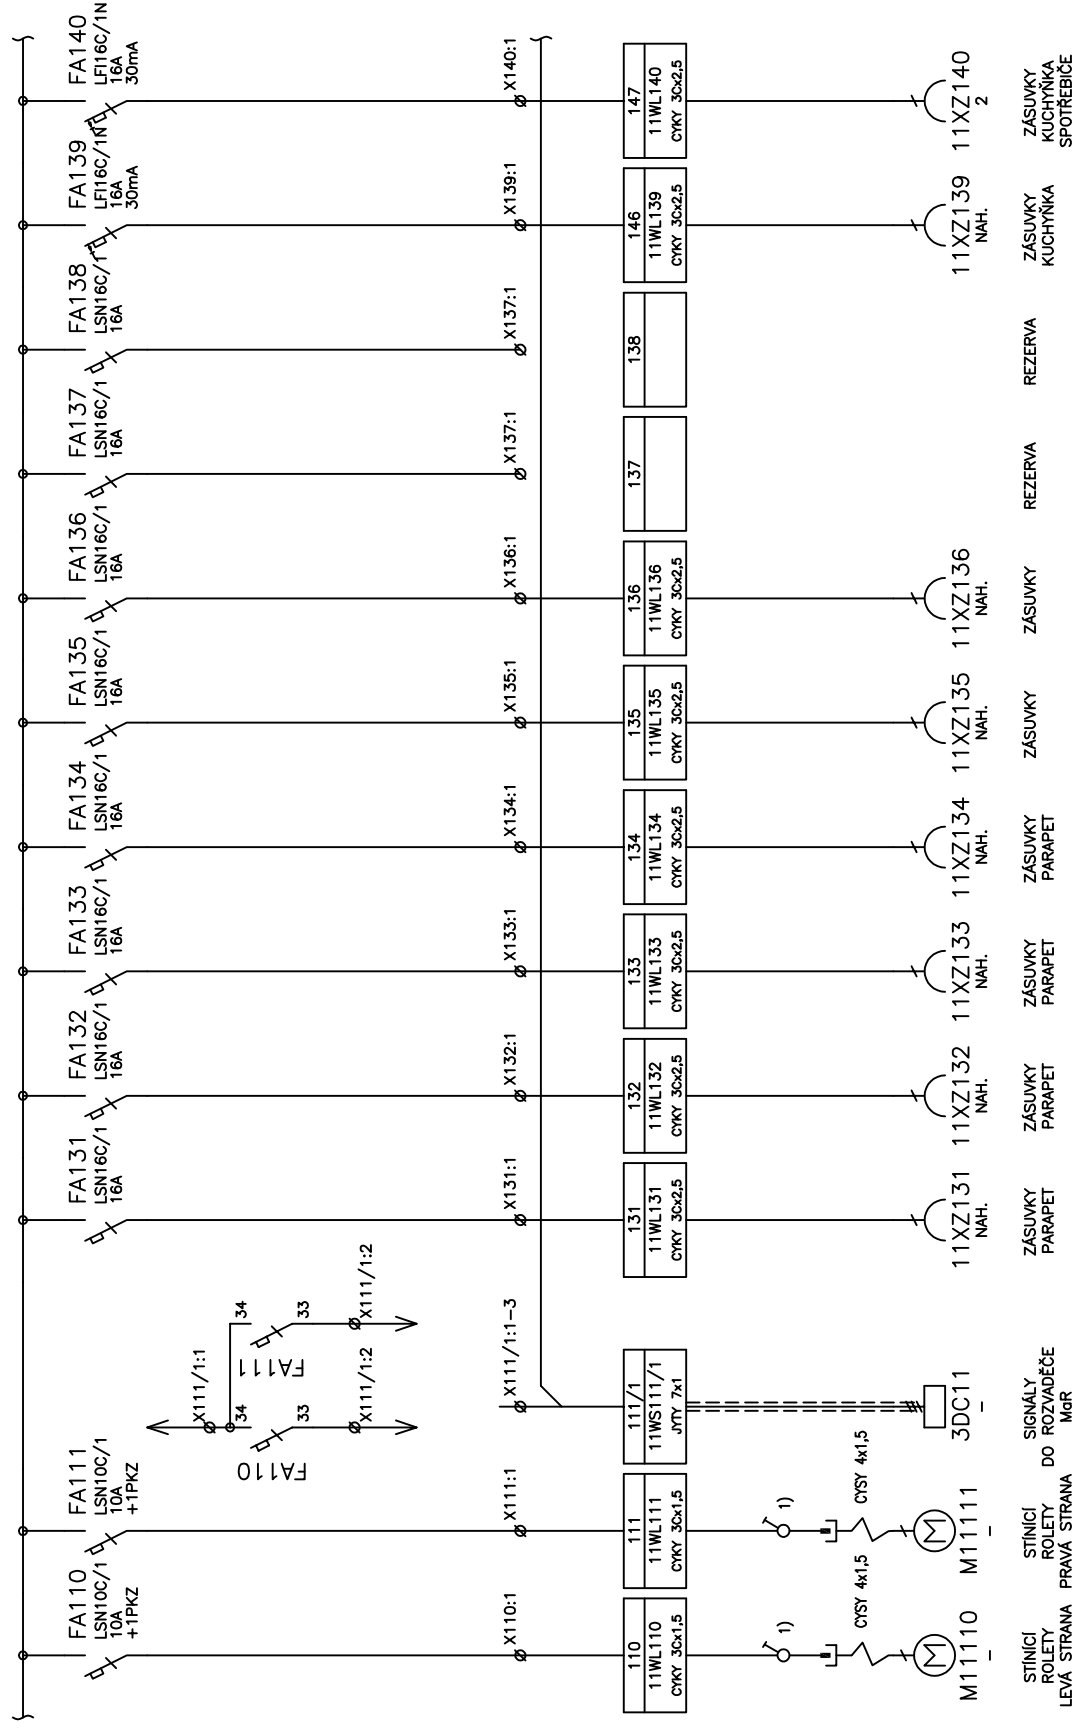 FA110
LSN10C/1
10A
+1PKZ
X110:1
110
11WL110
CYKY 3Cx1,5
1)
CYSY 4x1,5
M
M11110
–
STÍNÍCÍ
ROLETY
LEVÁ STRANA
FA111
LSN10C/1
10A
+1PKZ
X111:1
111
11WL111
CYKY 3Cx1,5
1)
CYSY 4x1,5
M
M11111
–
STÍNÍCÍ
ROLETY
PRAVÁ STRANA
X111/1:1
34
33
FA110
X111/1:2
34
33
FA111
X111/1:2
X111/1:1-3
111/1
11WS111/1
JYTY 7x1
3DC11
–
SIGNÁLY
DO ROZVADĚČE
MaR
FA131
LSN16C/1
16A
X131:1
131
11WL131
CYKY 3Cx2,5
11XZ131
NAH.
ZÁSUVKY
PARAPET
FA132
LSN16C/1
16A
X132:1
132
11WL132
CYKY 3Cx2,5
11XZ132
NAH.
ZÁSUVKY
PARAPET
FA133
LSN16C/1
16A
X133:1
133
11WL133
CYKY 3Cx2,5
11XZ133
NAH.
ZÁSUVKY
PARAPET
FA134
LSN16C/1
16A
X134:1
134
11WL134
CYKY 3Cx2,5
11XZ134
NAH.
ZÁSUVKY
PARAPET
FA135
LSN16C/1
16A
X135:1
135
11WL135
CYKY 3Cx2,5
11XZ135
NAH.
ZÁSUVKY
FA136
LSN16C/1
16A
X136:1
136
11WL136
CYKY 3Cx2,5
11XZ136
NAH.
ZÁSUVKY
FA137
LSN16C/1
16A
X137:1
137
REZERVA
FA138
LSN16C/1
16A
X137:1
138
REZERVA
FA139
LFI16C/1N
16A
30mA
X139:1
146
11WL139
CYKY 3Cx2,5
11XZ139
NAH.
ZÁSUVKY
KUCHYŇKA
FA140
LFI16C/1N
16A
30mA
X140:1
147
11WL140
CYKY 3Cx2,5
11XZ140
2
ZÁSUVKY
KUCHYŇKA
SPOTŘEBIČE